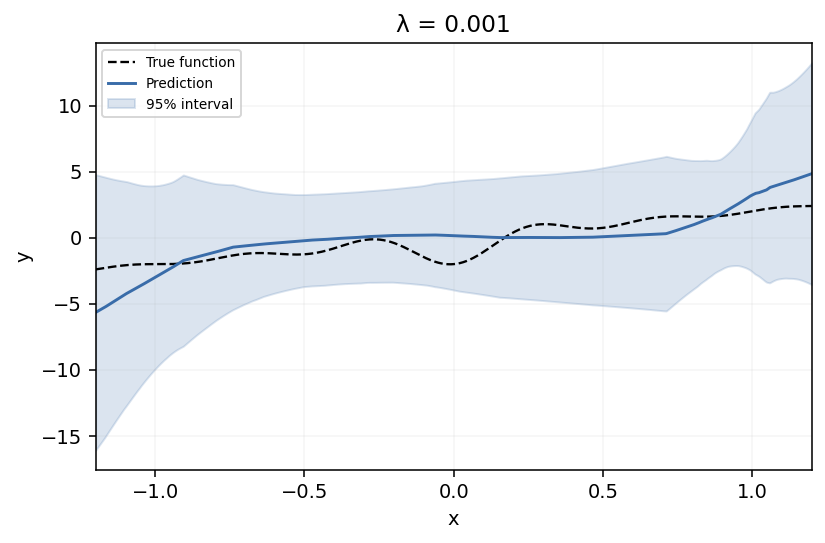 λ = 0.001
True function
Prediction
95% interval
y
10
5
0
−5
−10
−15
−1.0
−0.5
0.0
0.5
1.0
x